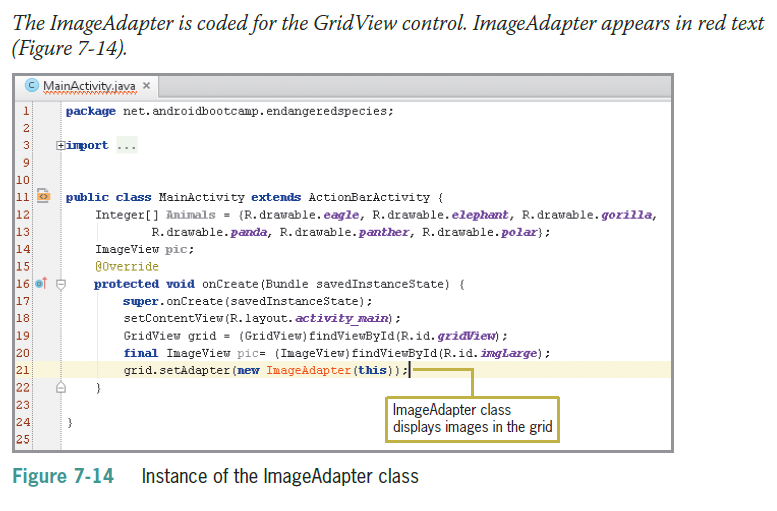 The ImageAdapter is coded for the GridView control. ImageAdapter appears in red text
(Figure 7-14).
MainActivity.java ×
1 package net.androidbootcamp.endangeredspecies;
2
3 import ...
9
10
11 public class MainActivity extends ActionBarActivity {
12 Integer[] Animals = {R.drawable.eagle, R.drawable.elephant, R.drawable.gorilla,
13 R.drawable.panda, R.drawable.panther, R.drawable.polar};
14 ImageView pic;
15 @Override
16 protected void onCreate(Bundle savedInstanceState) {
17 super.onCreate(savedInstanceState);
18 setContentView(R.layout.activity_main);
19 GridView grid = (GridView)findViewById(R.id.gridView);
20 final ImageView pic= (ImageView)findViewById(R.id.imgLarge);
21 grid.setAdapter(new ImageAdapter(this));
22 }
23
24 }
25
ImageAdapter class
displays images in the grid
Figure 7-14 Instance of the ImageAdapter class